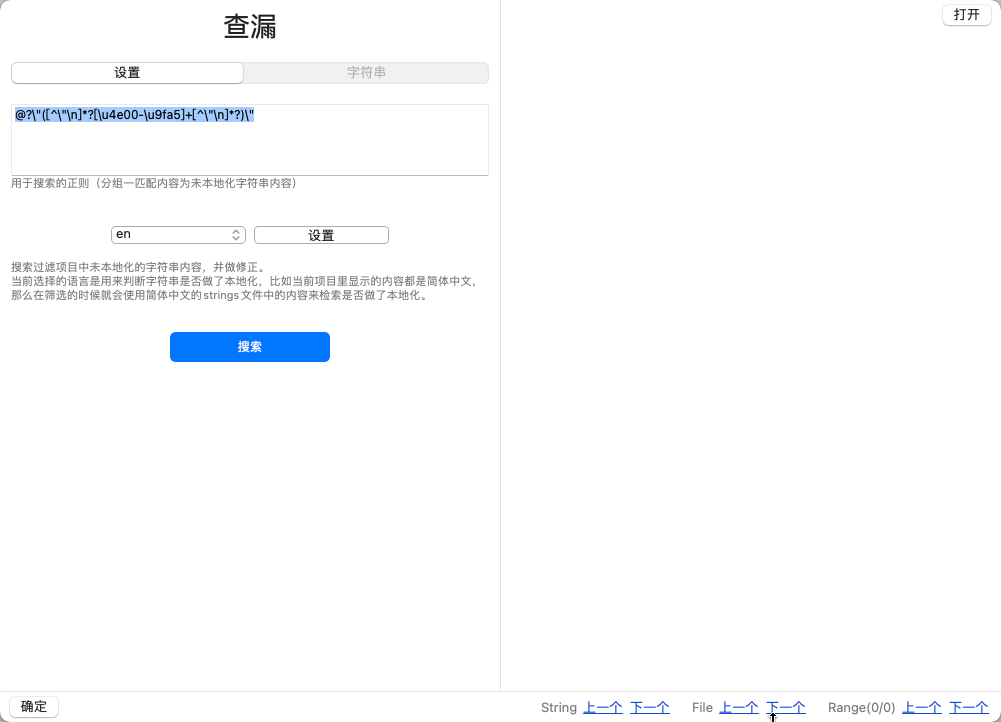 查漏
打开
设置
字符串
@?\"([^\"\n]*?[\u4e00-\u9fa5]+[^\"\n]*?)\"
用于搜索的正则（分组一匹配内容为未本地化字符串内容）
en
设置
搜索过滤项目中未本地化的字符串内容，并做修正。
当前选择的语言是用来判断字符串是否做了本地化，比如当前项目里显示的内容都是简体中文，
那么在筛选的时候就会使用简体中文的strings文件中的内容来检索是否做了本地化。
搜索
确定
String 上一个 下一个 File 上一个 下一个 Range(0/0) 上一个 下一个